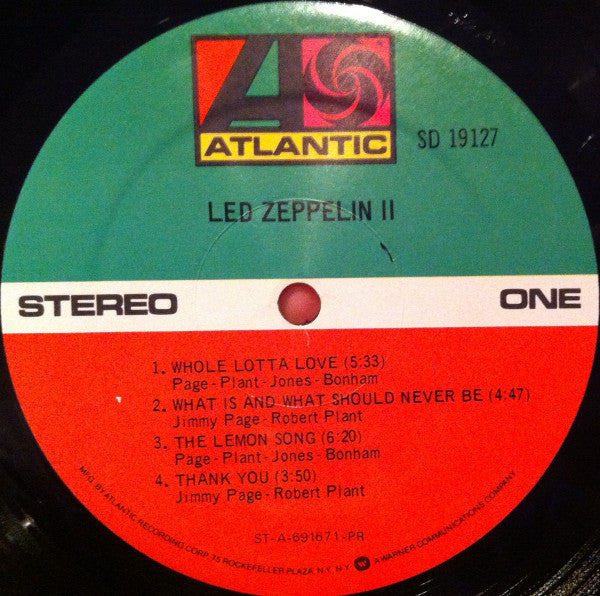 ATLANTIC
SD 19127
LED ZEPPELIN II
STEREO
ONE
1. WHOLE LOTTA LOVE (5:33)
Page-Plant-Jones-Bonham
2. WHAT IS AND WHAT SHOULD NEVER BE (4:47)
Jimmy Page-Robert Plant
3. THE LEMON SONG (6:20)
Page-Plant-Jones-Bonham
4. THANK YOU (3:50)
Jimmy Page-Robert Plant
ST-A-691671-PR
MFG. BY ATLANTIC RECORDING CORP. 75 ROCKEFELLER PLAZA N.Y. N.Y. W A WARNER COMMUNICATIONS COMPANY